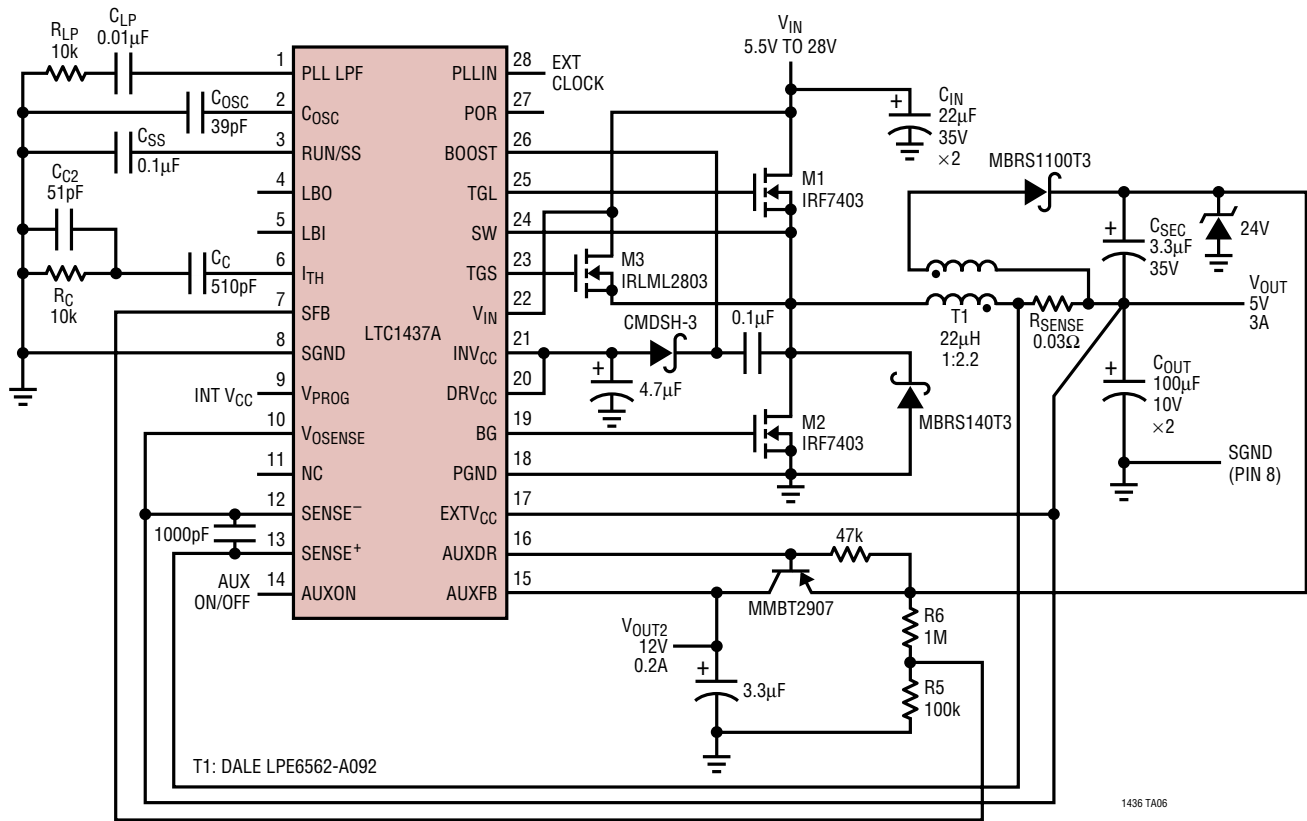 R_LP
10k
C_LP
0.01μF
C_OSC
39pF
C_SS
0.1μF
C_C2
51pF
C_C
510pF
R_C
10k
INT V_CC
1000pF
AUX
ON/OFF
1
2
3
4
5
6
7
8
9
10
11
12
13
14
PLL LPF
C_OSC
RUN/SS
LBO
LBI
I_TH
SFB
SGND
V_PROG
V_OSENSE
NC
SENSE⁻
SENSE⁺
AUXON
LTC1437A
PLLIN
POR
BOOST
TGL
SW
TGS
V_IN
INV_CC
DRV_CC
BG
PGND
EXTV_CC
AUXDR
AUXFB
28
27
26
25
24
23
22
21
20
19
18
17
16
15
EXT
CLOCK
V_IN
5.5V TO 28V
C_IN
+
22μF
35V
×2
M1
IRF7403
M3
IRLML2803
CMDSH-3
0.1μF
+
4.7μF
M2
IRF7403
MBRS140T3
MBRS1100T3
T1
22μH
1:2.2
R_SENSE
0.03Ω
+
C_SEC
3.3μF
35V
24V
V_OUT
5V
3A
+
C_OUT
100μF
10V
×2
SGND
(PIN 8)
47k
MMBT2907
V_OUT2
12V
0.2A
+
3.3μF
R6
1M
R5
100k
T1: DALE LPE6562-A092
1436 TA06